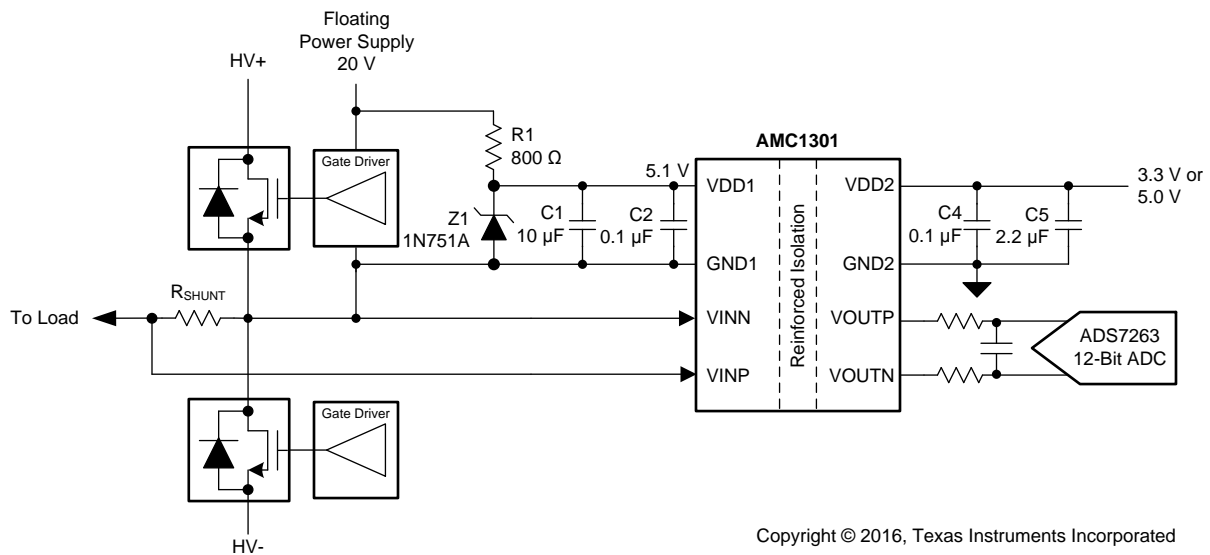 Floating
Power Supply
20 V
HV+
R1
800 Ω
AMC1301
Gate Driver
5.1 V
VDD1
VDD2
3.3 V or
5.0 V
Z1
1N751A
C1
10 µF
C2
0.1 µF
C4
0.1 µF
C5
2.2 µF
GND1
GND2
Reinforced Isolation
RSHUNT
To Load
VINN
VOUTP
ADS7263
12-Bit ADC
VINP
VOUTN
Gate Driver
HV-
Copyright © 2016, Texas Instruments Incorporated